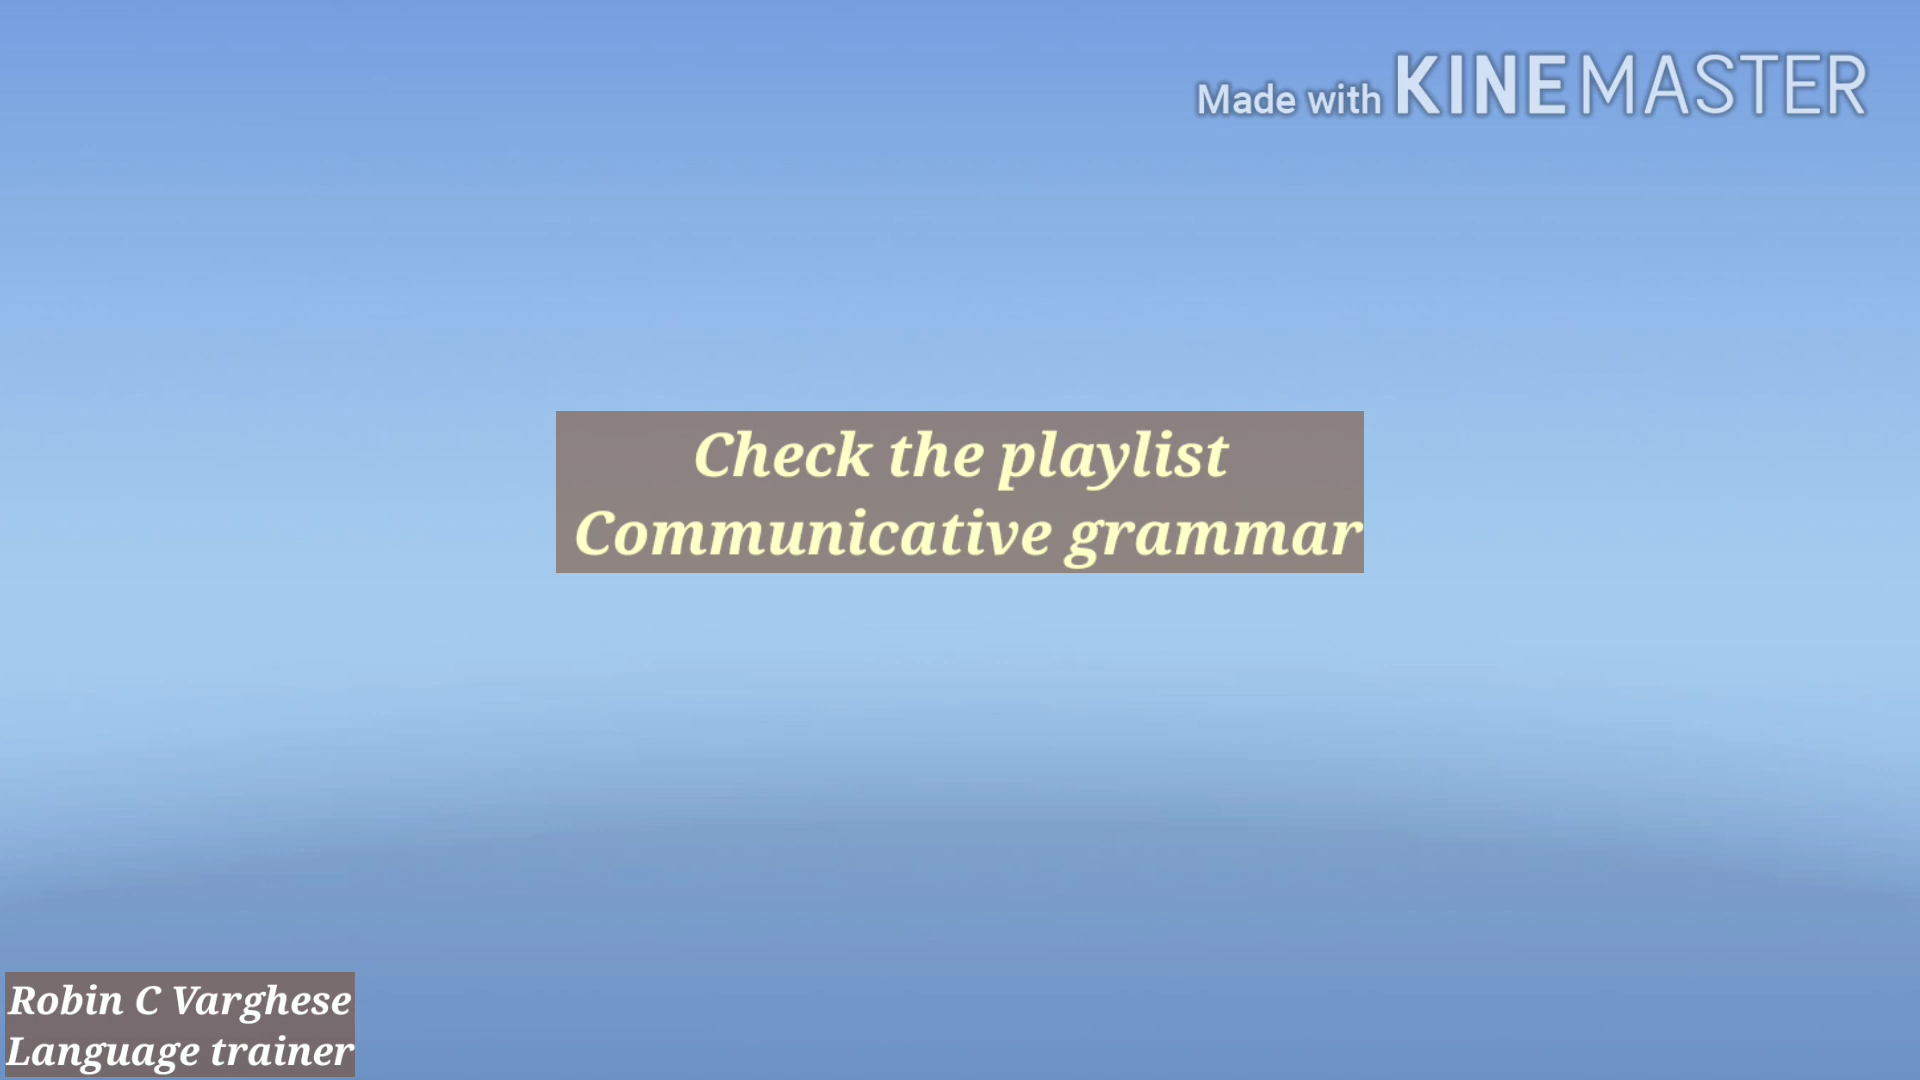 Made with KINEMASTER
Check the playlist
Communicative grammar
Robin C Varghese
Language trainer